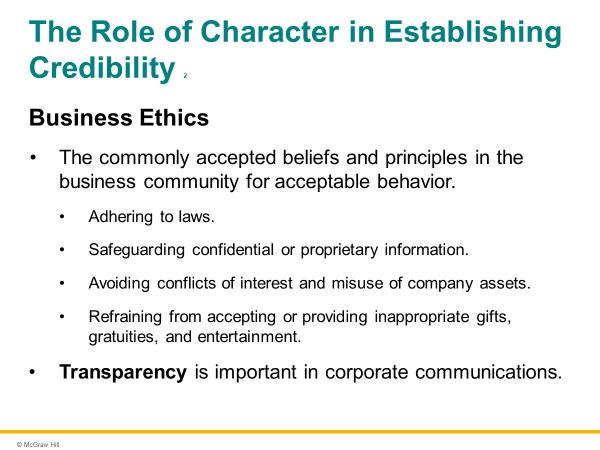 The Role of Character in Establishing
Credibility 2
Business Ethics
• The commonly accepted beliefs and principles in the
business community for acceptable behavior.
• Adhering to laws.
• Safeguarding confidential or proprietary information.
• Avoiding conflicts of interest and misuse of company assets.
• Refraining from accepting or providing inappropriate gifts,
gratuities, and entertainment.
• Transparency is important in corporate communications.
© McGraw Hill